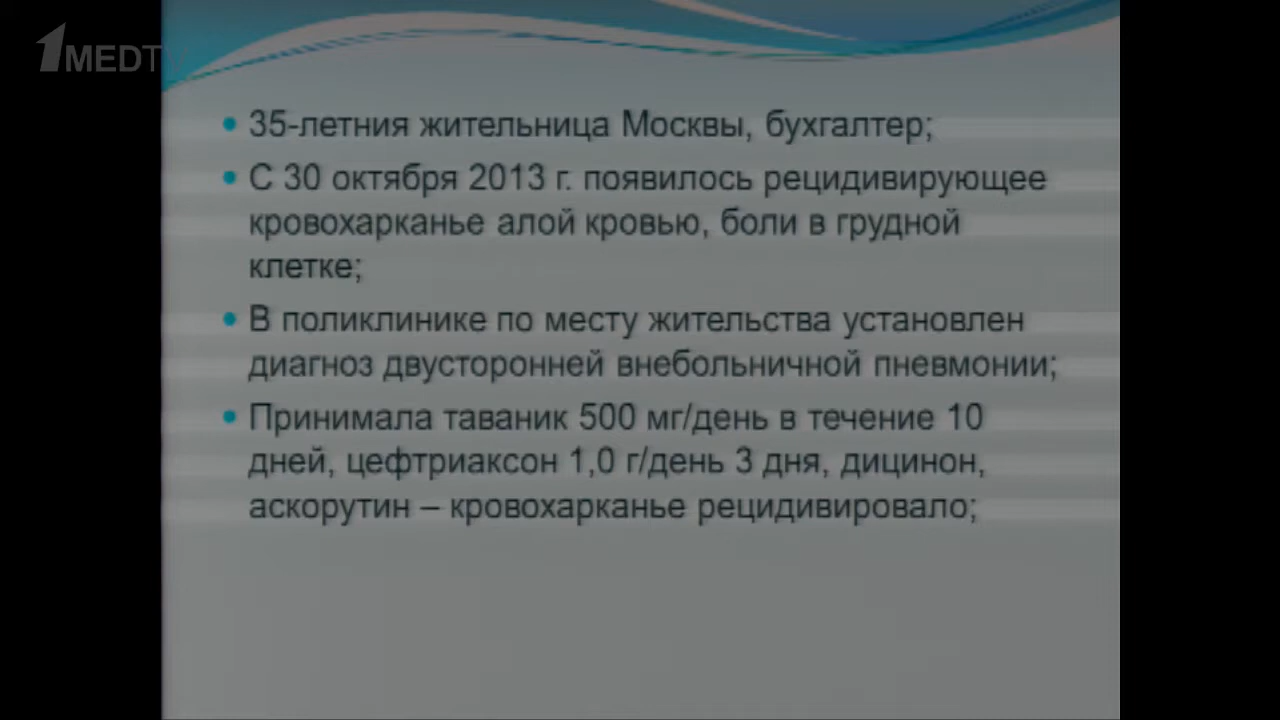 1MEDTV
• 35-летния жительница Москвы, бухгалтер;
• С 30 октября 2013 г. появилось рецидивирующее
кровохарканье алой кровью, боли в грудной
клетке;
• В поликлинике по месту жительства установлен
диагноз двусторонней внебольничной пневмонии;
• Принимала таваник 500 мг/день в течение 10
дней, цефтриаксон 1,0 г/день 3 дня, дицинон,
аскорутин – кровохарканье рецидивировало;